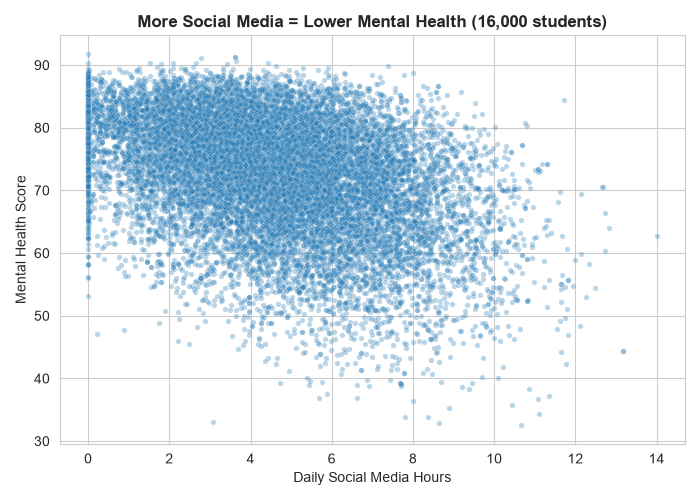 More Social Media = Lower Mental Health (16,000 students)
Mental Health Score
90
80
70
60
50
40
30
0 2 4 6 8 10 12 14
Daily Social Media Hours